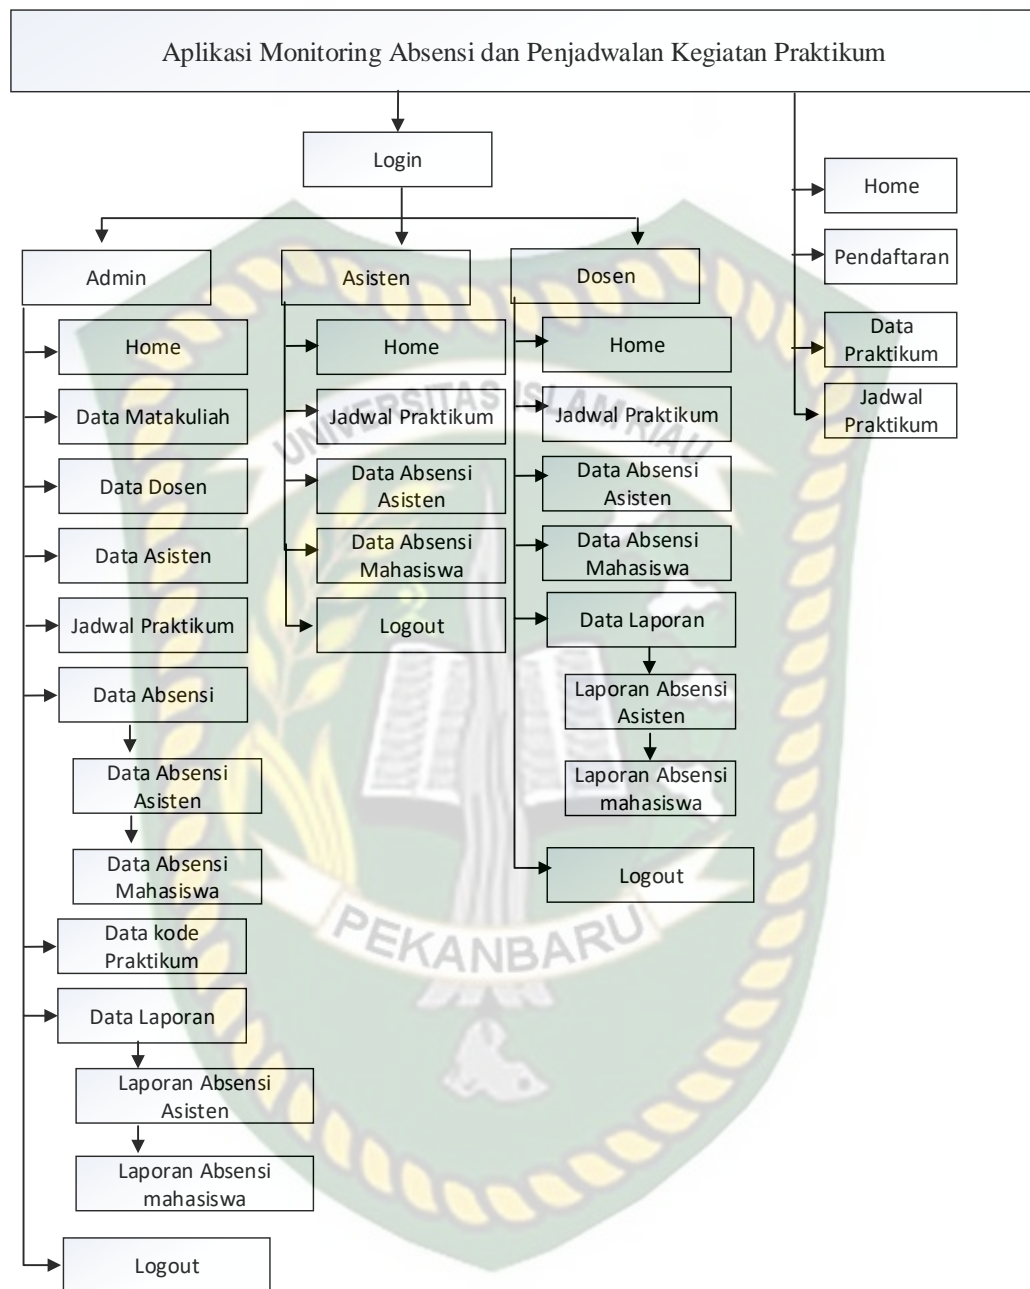 Aplikasi Monitoring Absensi dan Penjadwalan Kegiatan Praktikum
Login
Admin
Home
Data Matakuliah
Data Dosen
Data Asisten
Jadwal Praktikum
Data Absensi
Data Absensi
Asisten
Data Absensi
Mahasiswa
Data kode
Praktikum
Data Laporan
Laporan Absensi
Asisten
Laporan Absensi
mahasiswa
Logout
Asisten
Home
Jadwal Praktikum
Data Absensi
Asisten
Data Absensi
Mahasiswa
Logout
Dosen
Home
Jadwal Praktikum
Data Absensi
Asisten
Data Absensi
Mahasiswa
Data Laporan
Laporan Absensi
Asisten
Laporan Absensi
mahasiswa
Logout
Home
Pendaftaran
Data
Praktikum
Jadwal
Praktikum
UNIVERSITAS ISLAM RIAU
PEKANBARU